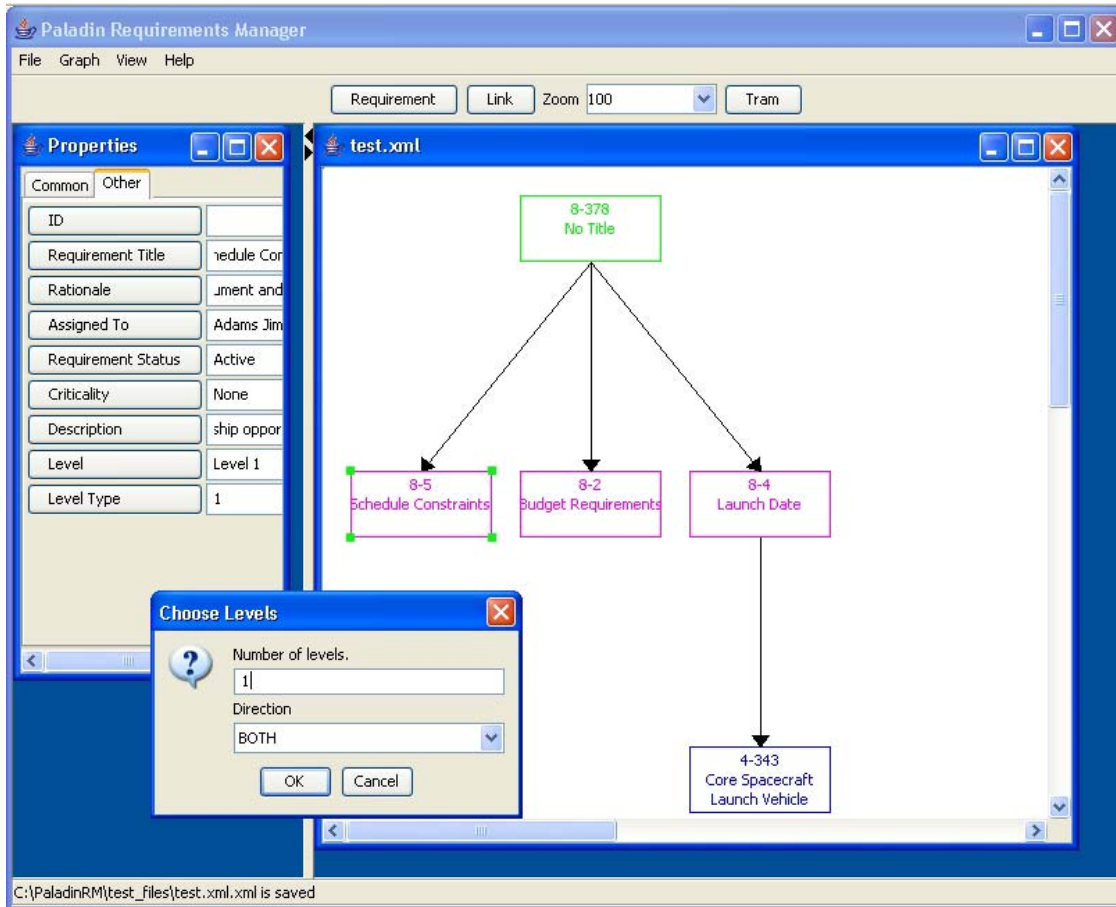 Paladin Requirements Manager
File Graph View Help
Requirement Link Zoom 100 Tram
Properties
Common Other
ID
Requirement Title nedule Cor
Rationale ument and
Assigned To Adams Jim
Requirement Status Active
Criticality None
Description ship oppor
Level Level 1
Level Type 1
test.xml
8-378
No Title
8-5
Schedule Constraints
8-2
Budget Requirements
8-4
Launch Date
4-343
Core Spacecraft
Launch Vehicle
Choose Levels
?
Number of levels.
1
Direction
BOTH
OK Cancel
C:\PaladinRM\test_files\test.xml.xml is saved